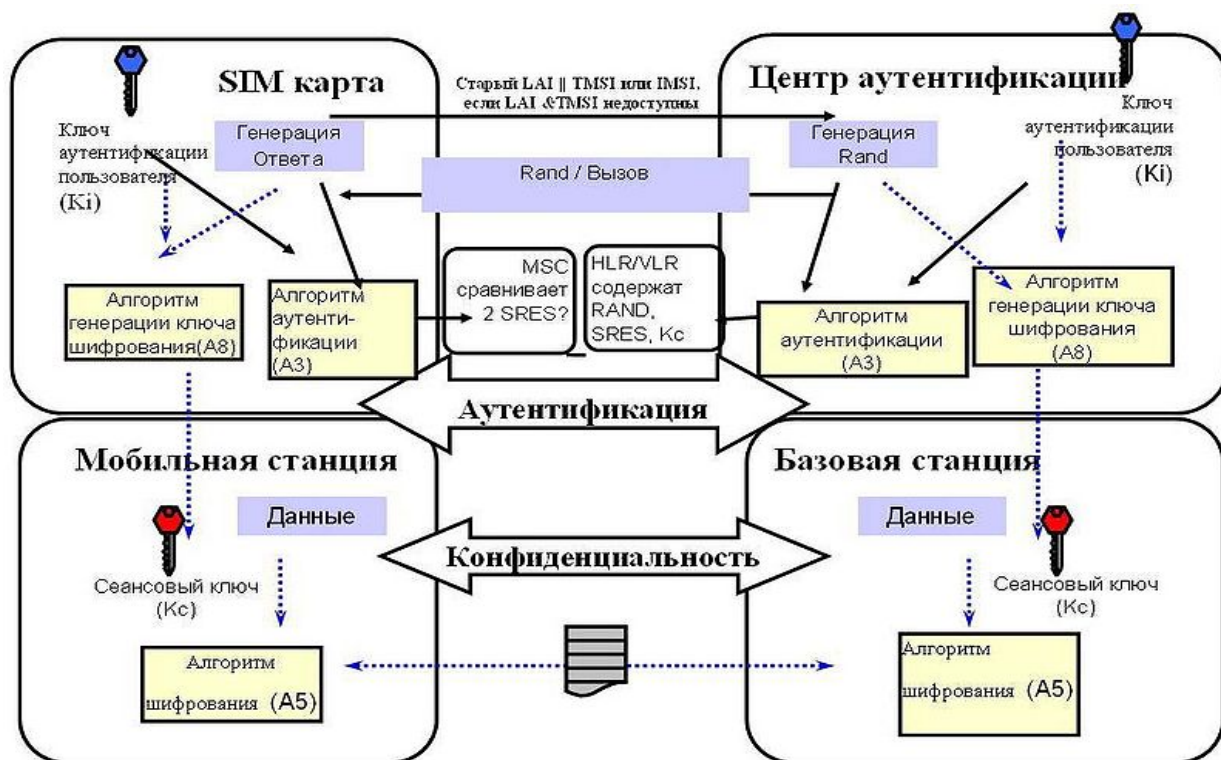 SIM карта
Ключ
аутентификации
пользователя
(Ki)
Генерация
Ответа
Старый LAI || TMSI или IMSI,
если LAI &TMSI недоступны
Rand / Вызов
Центр аутентификации
Генерация
Rand
Ключ
аутентификации
пользователя
(Ki)
Алгоритм
генерации ключа
шифрования(A8)
Алгоритм
аутенти-
фикации
(A3)
MSC
сравнивает
2 SRES?
HLR/VLR
содержат
RAND,
SRES, Kc
Алгоритм
аутентификации
(A3)
Алгоритм
генерации ключа
шифрования
(A8)
Аутентификация
Мобильная станция
Данные
Сеансовый ключ
(Kc)
Алгоритм
шифрования (A5)
Конфиденциальность
Базовая станция
Данные
Сеансовый ключ
(Kc)
Алгоритм
шифрования (A5)